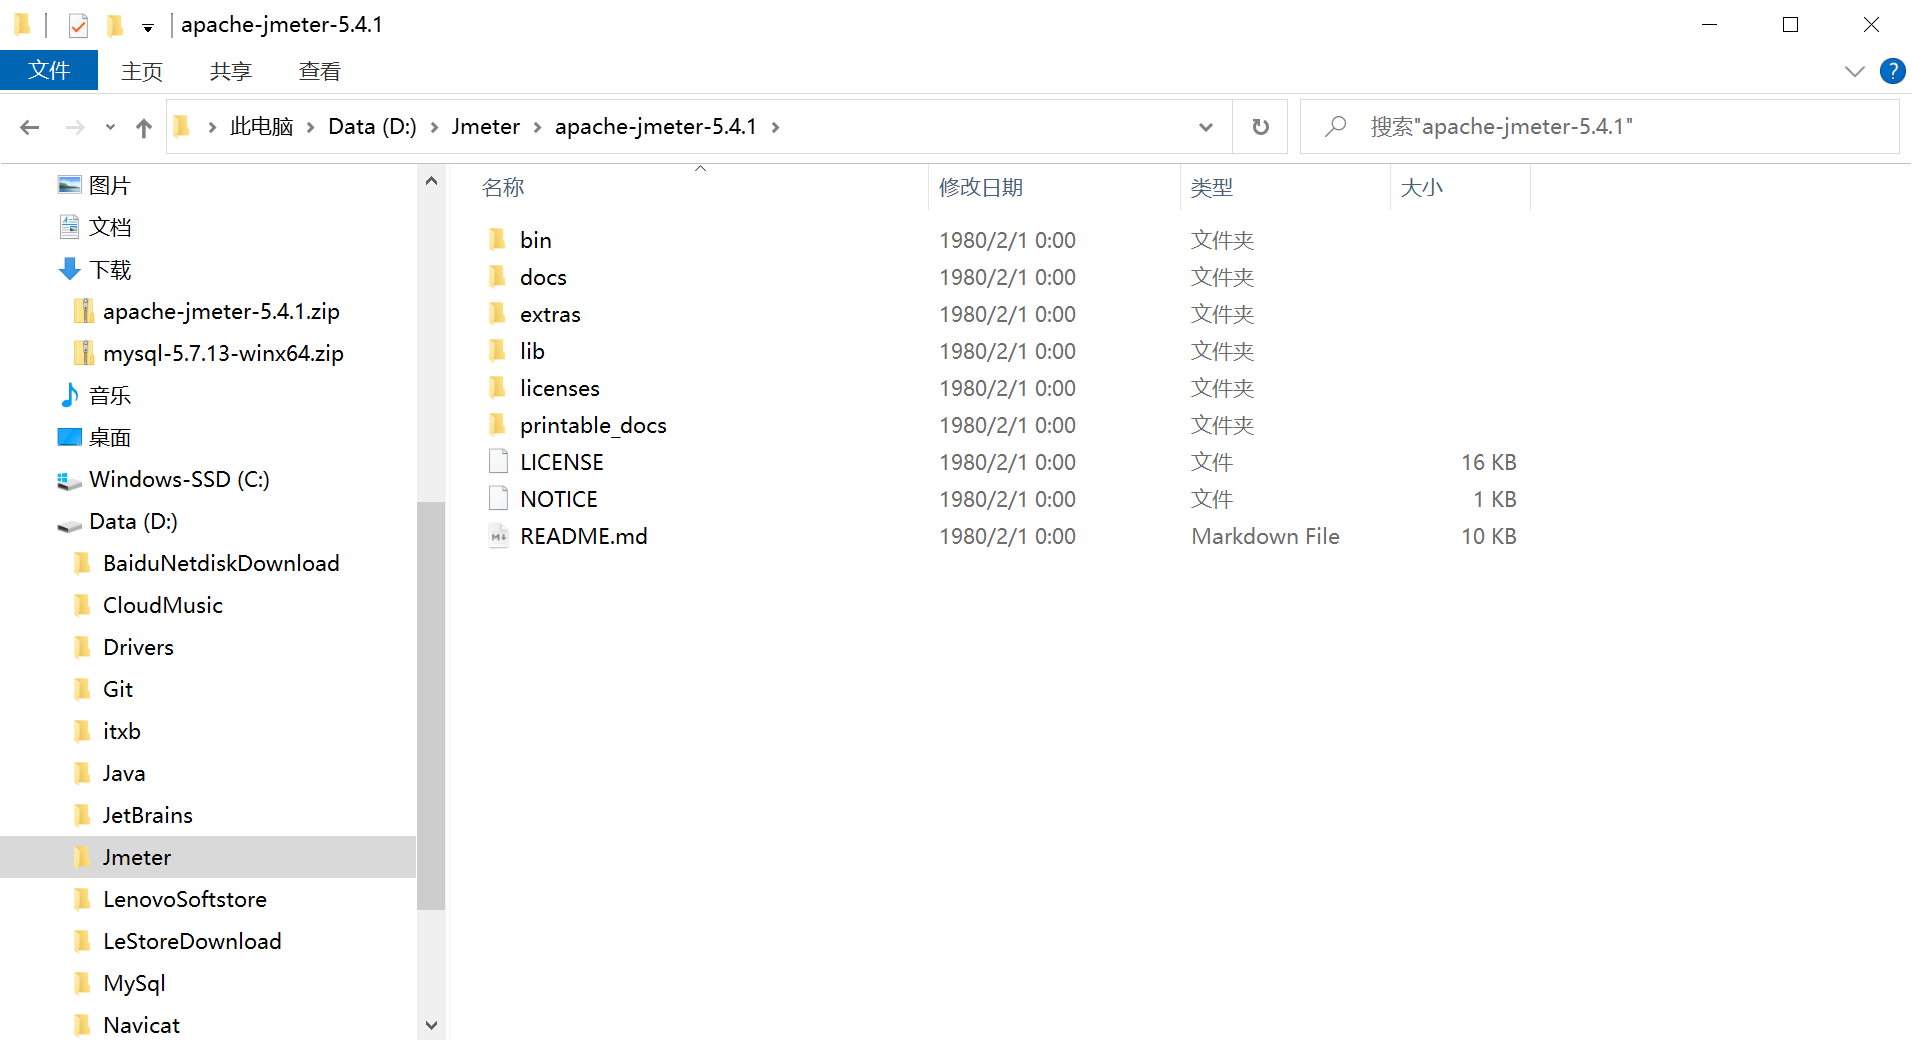 apache-jmeter-5.4.1
文件 主页 共享 查看
此电脑 Data (D:) Jmeter apache-jmeter-5.4.1
搜索"apache-jmeter-5.4.1"
图片
文档
下载
apache-jmeter-5.4.1.zip
mysql-5.7.13-winx64.zip
音乐
桌面
Windows-SSD (C:)
Data (D:)
BaiduNetdiskDownload
CloudMusic
Drivers
Git
itxb
Java
JetBrains
Jmeter
LenovoSoftstore
LeStoreDownload
MySql
Navicat
名称 修改日期 类型 大小
bin 1980/2/1 0:00 文件夹
docs 1980/2/1 0:00 文件夹
extras 1980/2/1 0:00 文件夹
lib 1980/2/1 0:00 文件夹
licenses 1980/2/1 0:00 文件夹
printable_docs 1980/2/1 0:00 文件夹
LICENSE 1980/2/1 0:00 文件 16 KB
NOTICE 1980/2/1 0:00 文件 1 KB
README.md 1980/2/1 0:00 Markdown File 10 KB